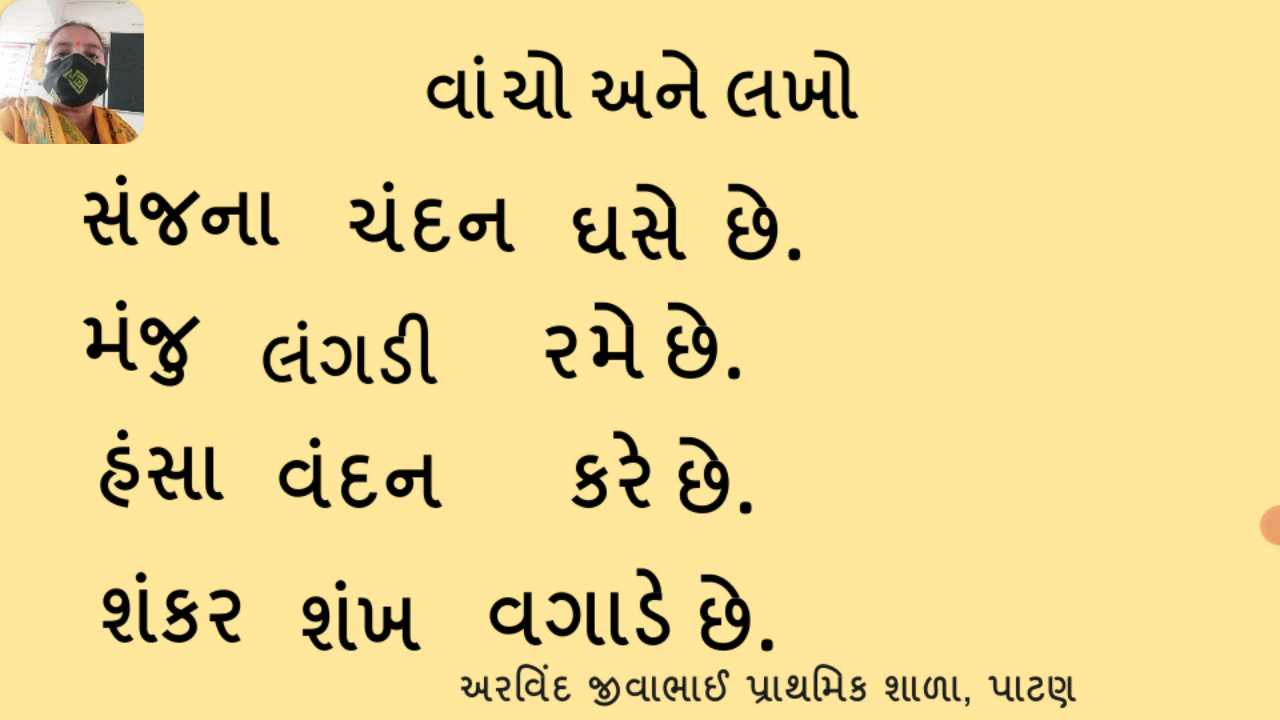 વાંચો અને લખો
સંજના ચંદન ઘસે છે.
મંજુ લંગડી રમે છે.
હંસા વંદન કરે છે.
શંકર શંખ વગાડે છે.
અરવિંદ જીવાભાઈ પ્રાથમિક શાળા, પાટણ